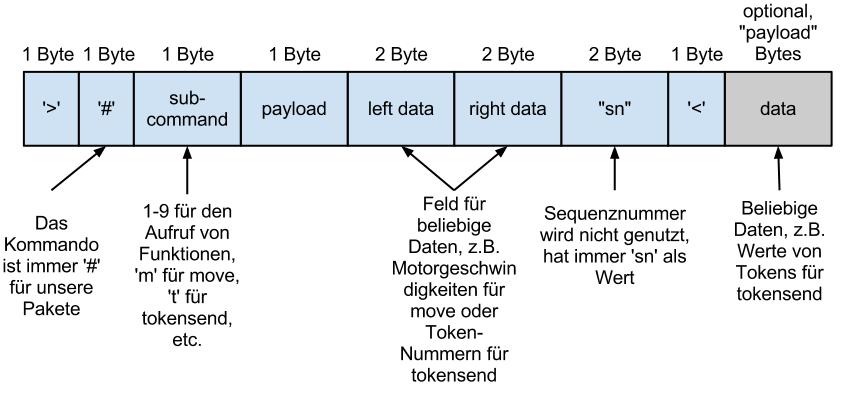 optional,
"payload"
1 Byte 1 Byte 1 Byte 1 Byte 2 Byte 2 Byte 2 Byte 1 Byte Bytes
'>' '#' sub-
command payload left data right data "sn" '<' data
Das
Kommando
ist immer '#'
für unsere
Pakete
1-9 für den
Aufruf von
Funktionen,
'm' für move,
't' für
tokensend,
etc.
Feld für
beliebige
Daten, z.B.
Motorgeschwin
digkeiten für
move oder
Token-
Nummern für
tokensend
Sequenznummer
wird nicht genutzt,
hat immer 'sn' als
Wert
Beliebige
Daten, z.B.
Werte von
Tokens für
tokensend